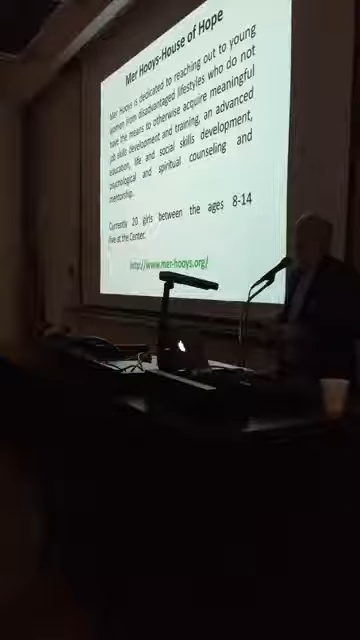 Mer Hooys-House of Hope
Mer Hooys is dedicated to reaching out to young
women from disadvantaged lifestyles who do not
have the means to otherwise acquire meaningful
job skills development and training, an advanced
education, life and social skills development,
psychological and spiritual counseling and
mentorship.
Currently 20 girls between the ages 8-14
live at the Center.
http://www.mer-hooys.org/